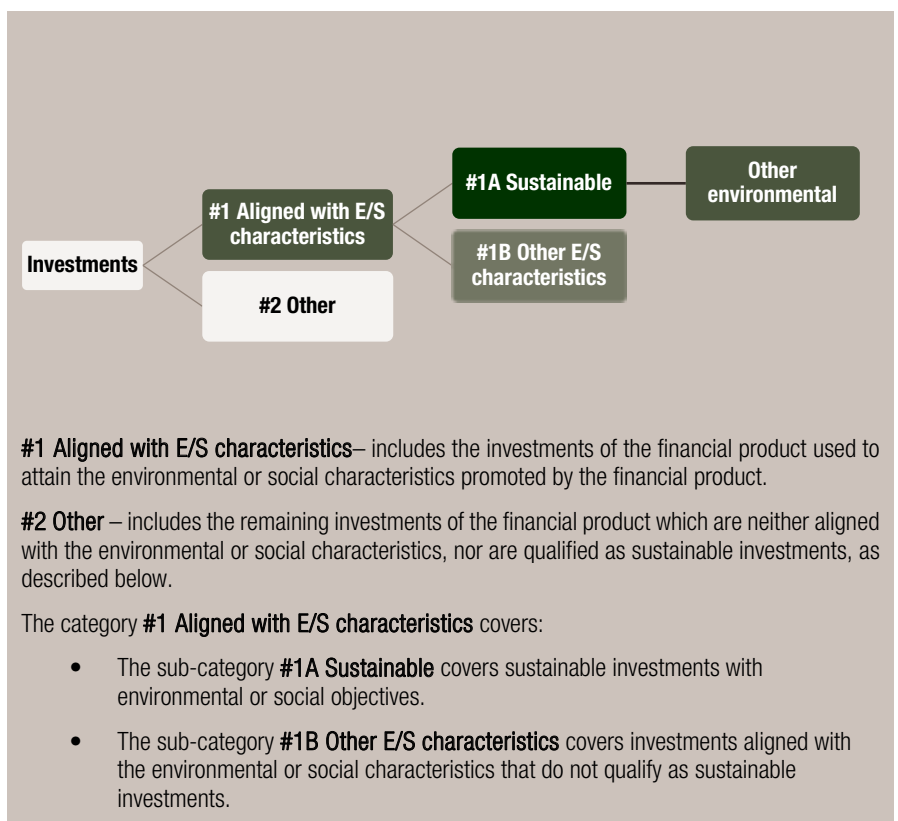 Investments
#1 Aligned with E/S
characteristics
#2 Other
#1A Sustainable
#1B Other E/S
characteristics
Other
environmental
#1 Aligned with E/S characteristics– includes the investments of the financial product used to
attain the environmental or social characteristics promoted by the financial product.
#2 Other – includes the remaining investments of the financial product which are neither aligned
with the environmental or social characteristics, nor are qualified as sustainable investments, as
described below.
The category #1 Aligned with E/S characteristics covers:
• The sub-category #1A Sustainable covers sustainable investments with
environmental or social objectives.
• The sub-category #1B Other E/S characteristics covers investments aligned with
the environmental or social characteristics that do not qualify as sustainable
investments.